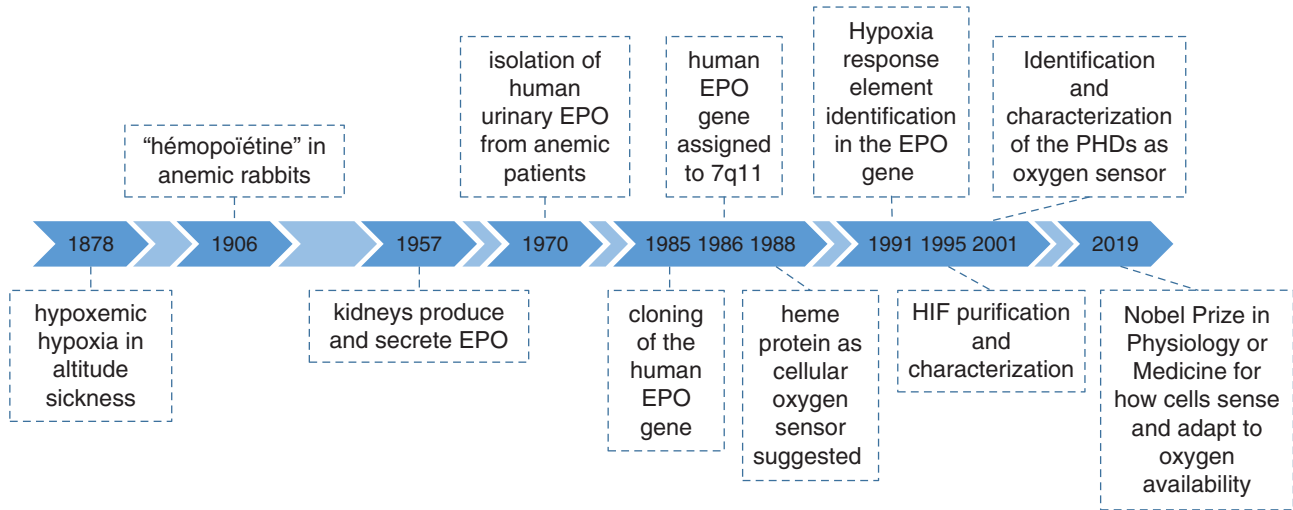 isolation of
human
urinary EPO
from anemic
patients
human
EPO
gene
assigned
to 7q11
Hypoxia
response
element
identification
in the EPO
gene
Identification
and
characterization
of the PHDs as
oxygen sensor
“hémopoïétine” in
anemic rabbits
1878
1906
1957
1970
1985 1986 1988
1991 1995 2001
2019
hypoxemic
hypoxia in
altitude
sickness
kidneys produce
and secrete EPO
cloning
of the
human
EPO
gene
heme
protein as
cellular
oxygen
sensor
suggested
HIF purification
and
characterization
Nobel Prize in
Physiology or
Medicine for
how cells sense
and adapt to
oxygen
availability